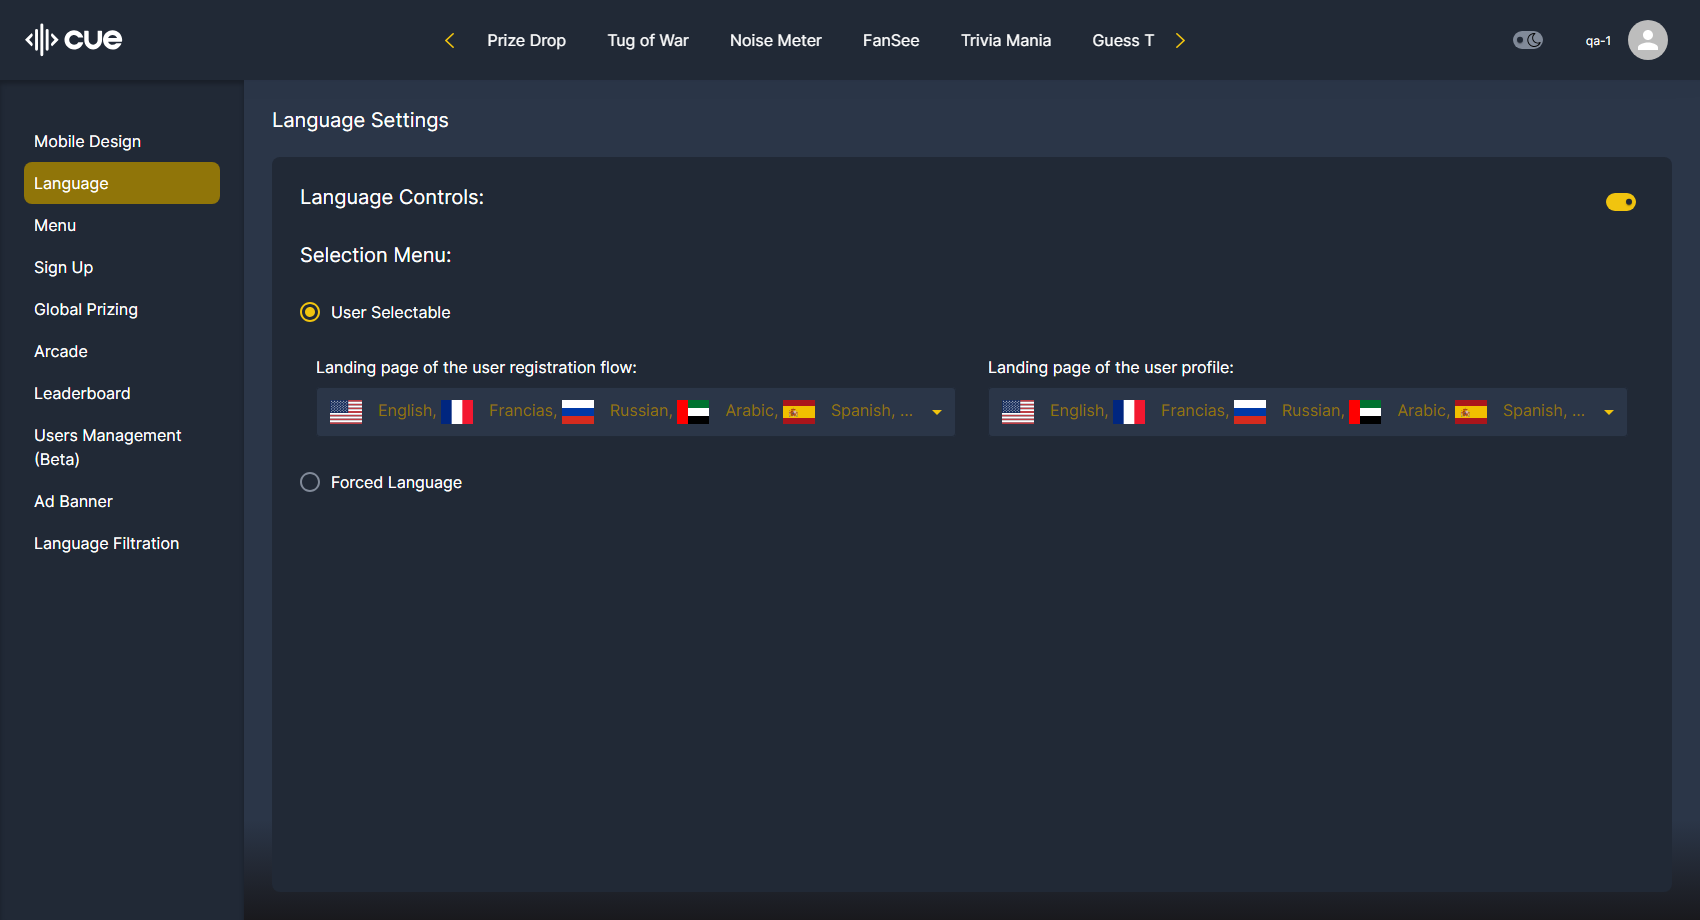 cue
Prize Drop
Tug of War
Noise Meter
FanSee
Trivia Mania
Guess T
qa-1
Mobile Design
Language
Menu
Sign Up
Global Prizing
Arcade
Leaderboard
Users Management
(Beta)
Ad Banner
Language Filtration
Language Settings
Language Controls:
Selection Menu:
User Selectable
Landing page of the user registration flow:
English, Francias, Russian, Arabic, Spanish, ...
Landing page of the user profile:
English, Francias, Russian, Arabic, Spanish, ...
Forced Language